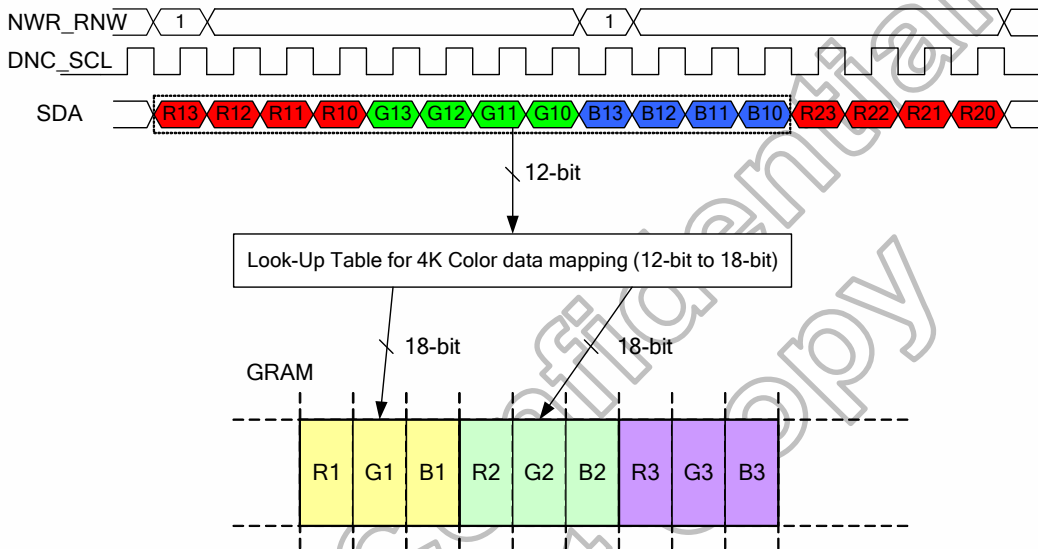 NWR_RNW 1 1
DNC_SCL
SDA R13 R12 R11 R10 G13 G12 G11 G10 B13 B12 B11 B10 R23 R22 R21 R20
12-bit
Look-Up Table for 4K Color data mapping (12-bit to 18-bit)
18-bit 18-bit
GRAM
R1 G1 B1 R2 G2 B2 R3 G3 B3
Confidential
Copy